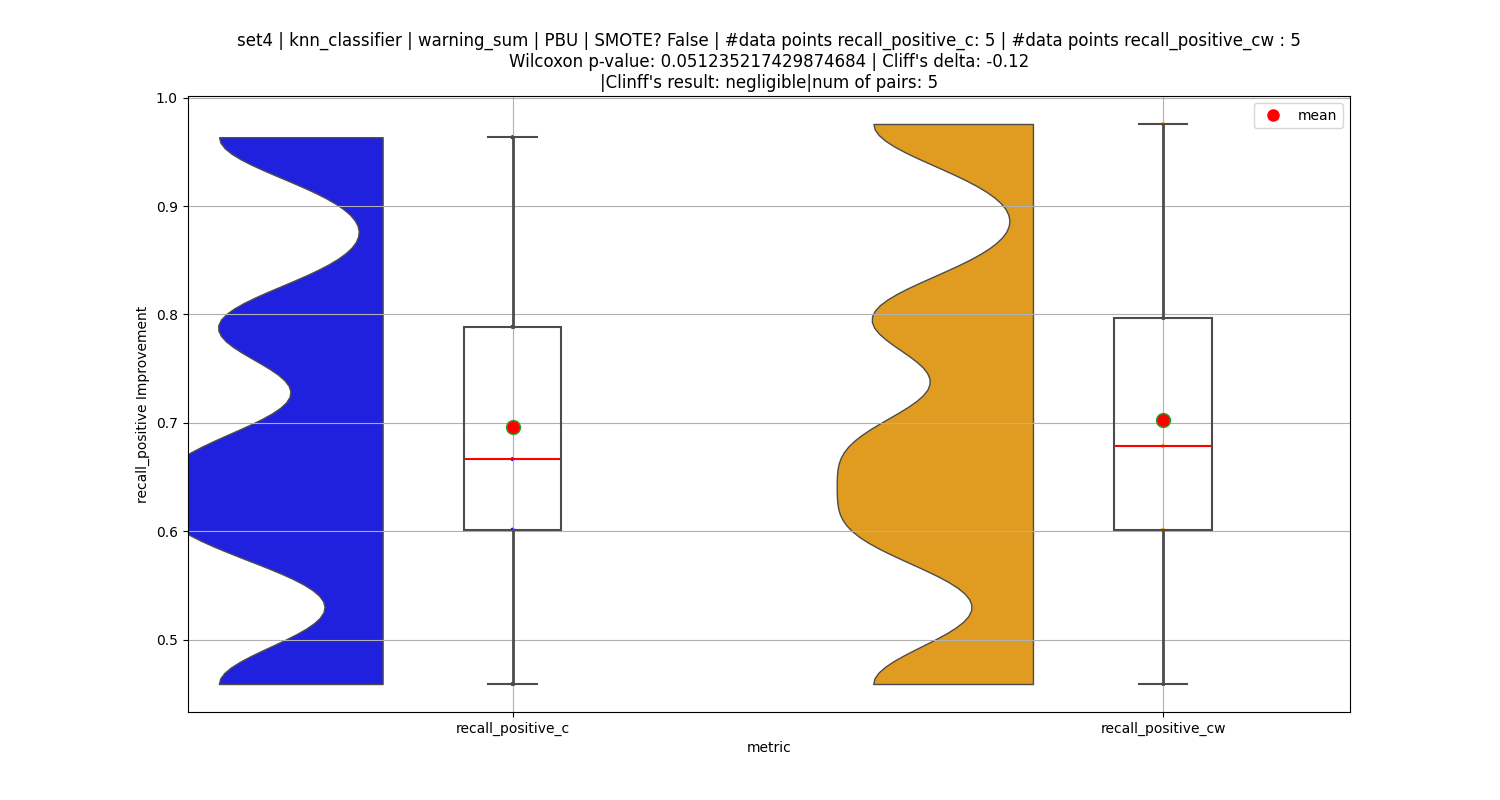 set4 | knn_classifier | warning_sum | PBU | SMOTE? False | #data points recall_positive_c: 5 | #data points recall_positive_cw : 5
Wilcoxon p-value: 0.051235217429874684 | Cliff's delta: -0.12
|Clinff's result: negligible|num of pairs: 5
mean
1.0
0.9
0.8
0.7
0.6
0.5
recall_positive Improvement
recall_positive_c
recall_positive_cw
metric